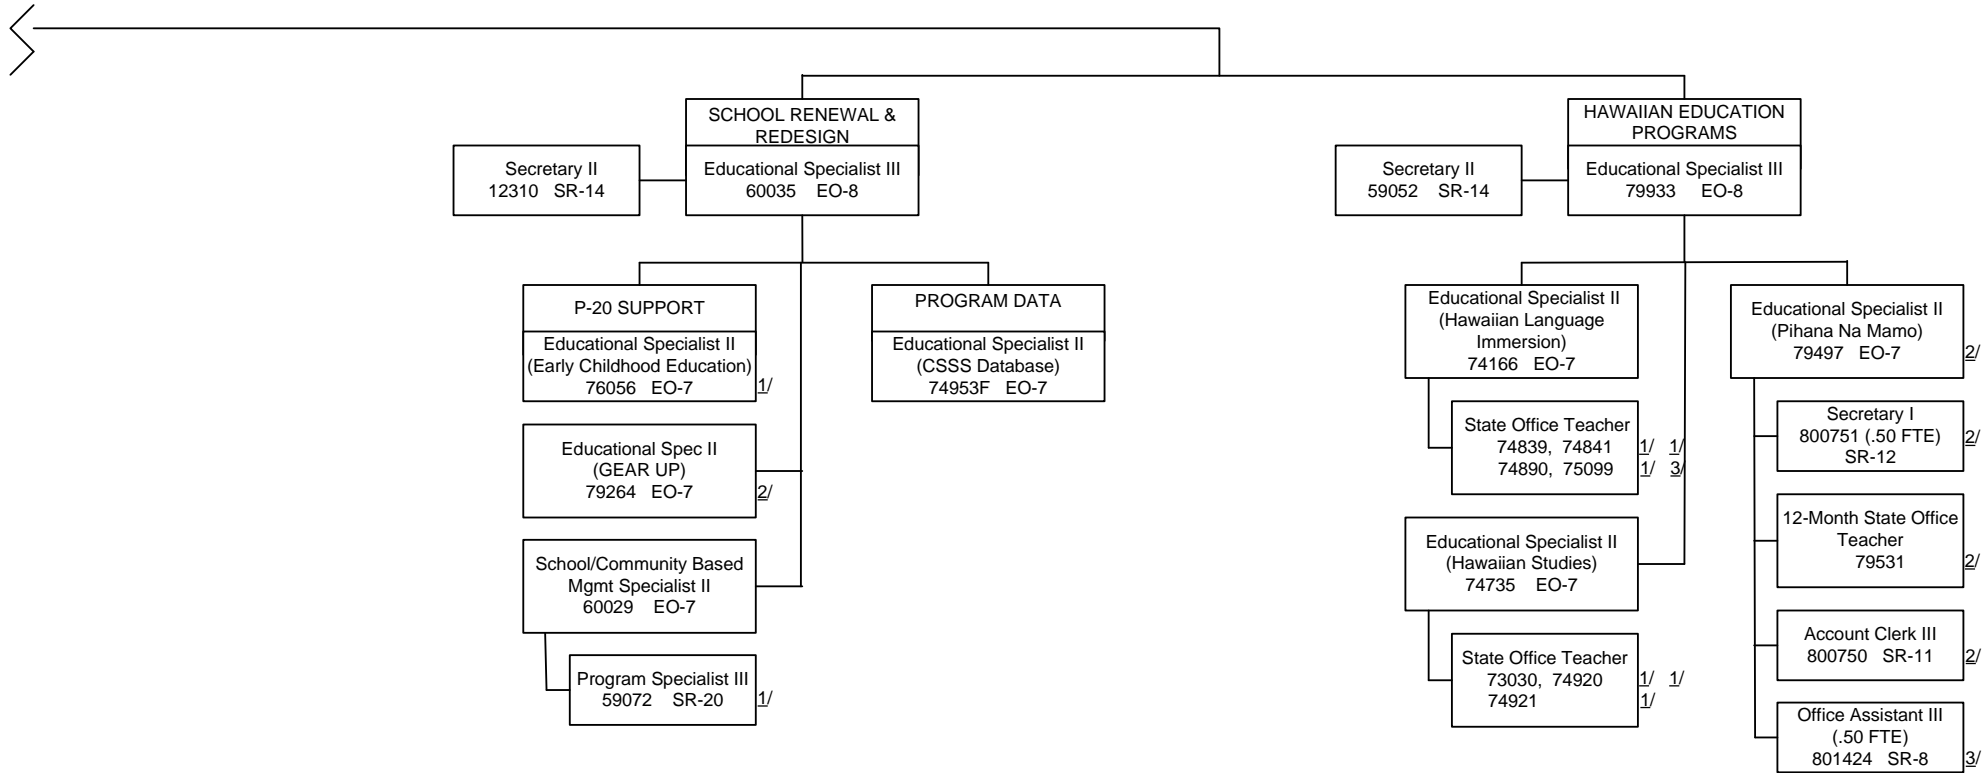 SCHOOL RENEWAL &
REDESIGN
Educational Specialist III
60035 EO-8
Secretary II
12310 SR-14
P-20 SUPPORT
Educational Specialist II
(Early Childhood Education)
76056 EO-7 1/
Educational Spec II
(GEAR UP)
79264 EO-7 2/
School/Community Based
Mgmt Specialist II
60029 EO-7
Program Specialist III
59072 SR-20 1/
PROGRAM DATA
Educational Specialist II
(CSSS Database)
74953F EO-7
HAWAIIAN EDUCATION
PROGRAMS
Educational Specialist III
79933 EO-8
Secretary II
59052 SR-14
Educational Specialist II
(Hawaiian Language
Immersion)
74166 EO-7
State Office Teacher
74839, 74841 1/ 1/
74890, 75099 1/ 3/
Educational Specialist II
(Hawaiian Studies)
74735 EO-7
State Office Teacher
73030, 74920 1/ 1/
74921 1/
Educational Specialist II
(Pihana Na Mamo)
79497 EO-7 2/
Secretary I
800751 (.50 FTE) 2/
SR-12
12-Month State Office
Teacher
79531 2/
Account Clerk III
800750 SR-11 2/
Office Assistant III
(.50 FTE)
801424 SR-8 3/